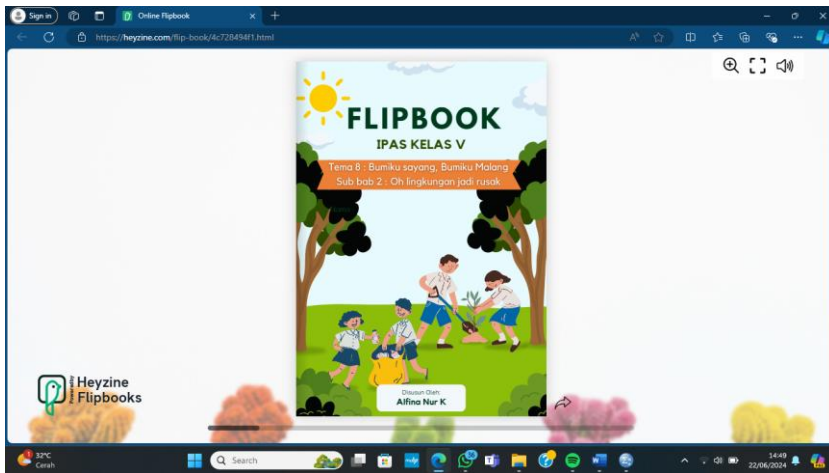 Sign in
Online Flipbook
https://heyzine.com/flip-book/4c728494f1.html
FLIPBOOK
IPAS KELAS V
Tema 8 : Bumiku sayang, Bumiku Malang
Sub bab 2 : Oh lingkungan jadi rusak
Disusun Oleh:
Alfina Nur K
Heyzine
Flipbooks
32°C
Cerah
Search
14:49
22/06/2024